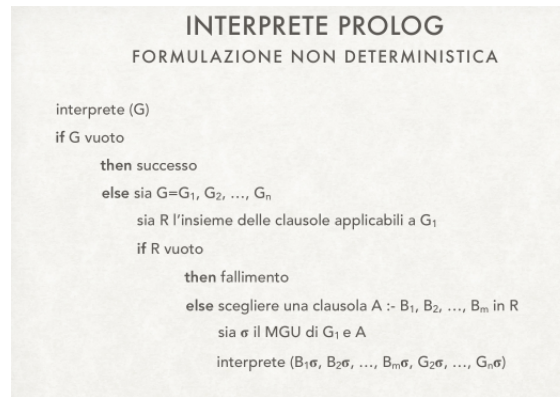 INTERPRETE PROLOG
FORMULAZIONE NON DETERMINISTICA
interprete (G)
if G vuoto
then successo
else sia G=G₁, G₂, …, Gₙ
sia R l'insieme delle clausole applicabili a G₁
if R vuoto
then fallimento
else scegliere una clausola A :- B₁, B₂, …, Bₘ in R
sia σ il MGU di G₁ e A
interprete (B₁σ, B₂σ, …, Bₘσ, G₂σ, …, Gₙσ)